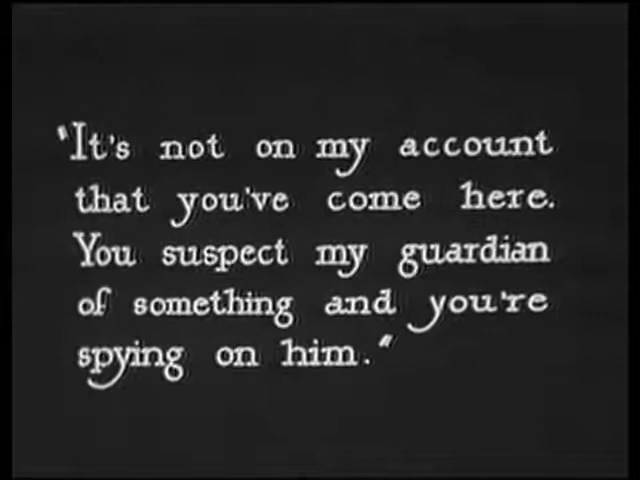 "It's not on my account
that you've come here.
You suspect my guardian
of something and you're
spying on him."